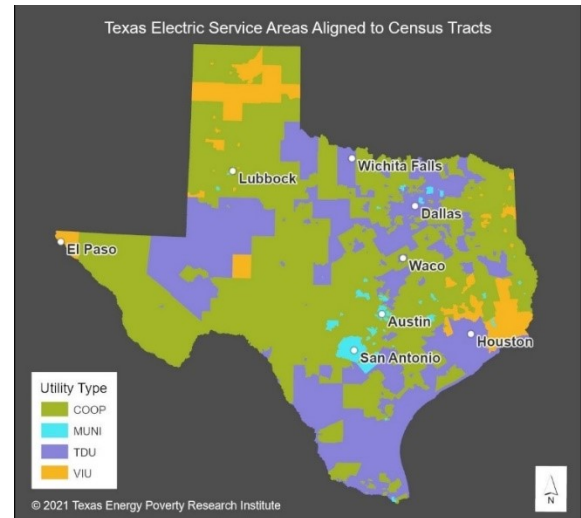 Texas Electric Service Areas Aligned to Census Tracts
Wichita Falls
Lubbock
Dallas
El Paso
Waco
Austin
Houston
San Antonio
Utility Type
COOP
MUNI
TDU
VIU
N
© 2021 Texas Energy Poverty Research Institute